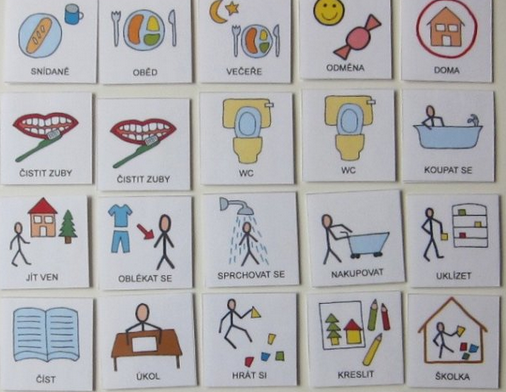 SNÍDANĚ
OBĚD
VEČEŘE
ODMĚNA
DOMA
ČISTIT ZUBY
ČISTIT ZUBY
WC
WC
KOUPAT SE
JÍT VEN
OBLÉKAT SE
SPRCHOVAT SE
NAKUPOVAT
UKLÍZET
ČÍST
ÚKOL
HRÁT SI
KRESLIT
ŠKOLKA